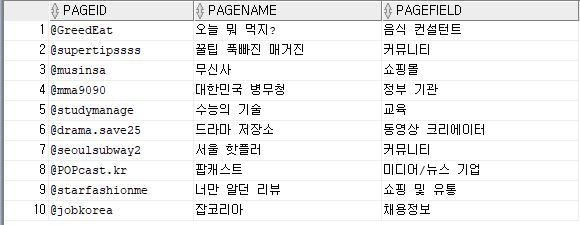 PAGEID PAGENAME PAGEFIELD
1 @GreedEat 오늘 뭐 먹지? 음식 컨설턴트
2 @supertipssss 꿀팁 푹빠진 매거진 커뮤니티
3 @musinsa 무신사 쇼핑몰
4 @mma9090 대한민국 병무청 정부 기관
5 @studymanage 수능의 기술 교육
6 @drama.save25 드라마 저장소 동영상 크리에이터
7 @seoulsubway2 서울 핫플러 커뮤니티
8 @POPcast.kr 팝캐스트 미디어/뉴스 기업
9 @starfashionme 너만 알던 리뷰 쇼핑 및 유통
10 @jobkorea 잡코리아 채용정보